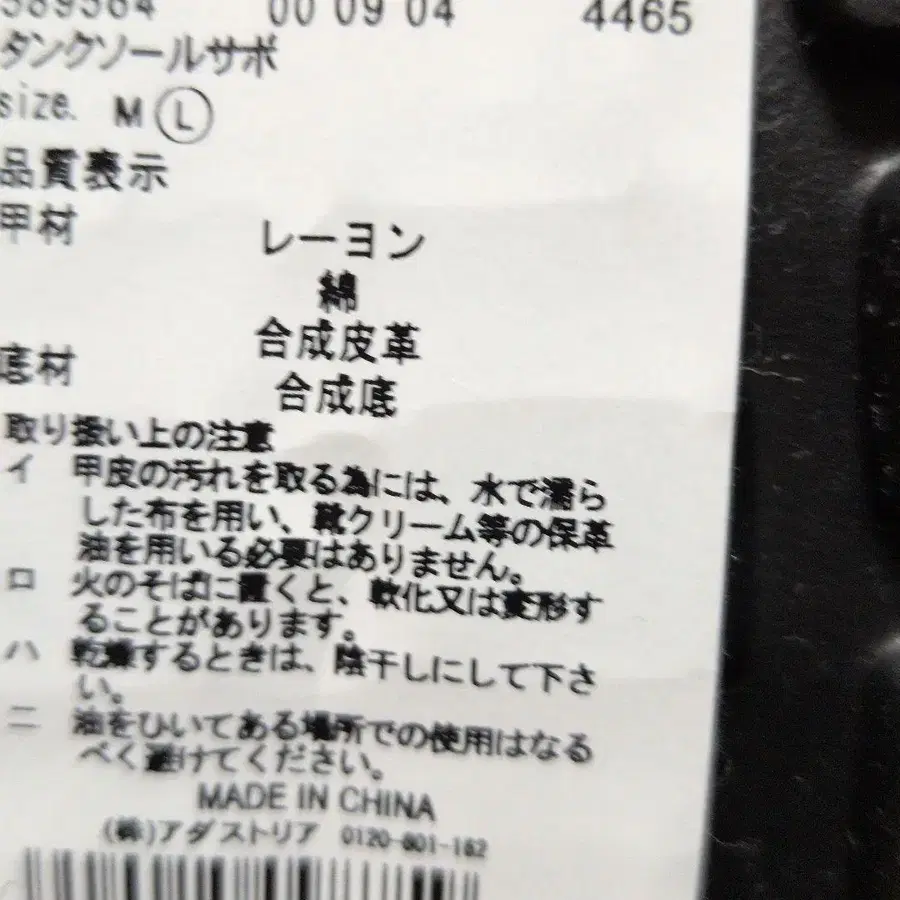 589564 00 09 04 4465
タンクソールサボ
size. M L
品質表示
甲材 レーヨン
綿
合成皮革
底材 合成底
取り扱い上の注意
イ 甲皮の汚れを取る為には、水で濡ら
した布を用い、靴クリーム等の保革
油を用いる必要はありません。
ロ 火のそばに置くと、軟化又は変形す
ることがあります。
ハ 乾燥するときは、陰干しにして下さ
い。
ニ 油をひいてある場所での使用はなる
べく避けてください。
MADE IN CHINA
(株)アダストリア 0120-601-162